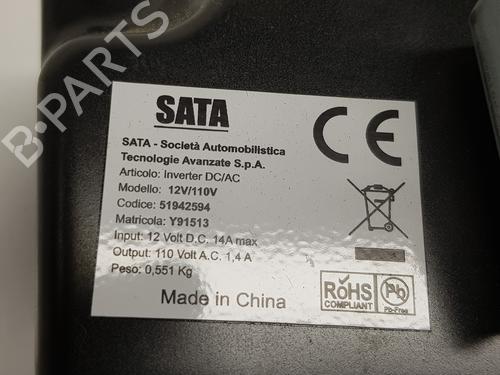 SATA
SATA - Società Automobilistica
Tecnologie Avanzate S.p.A.
Articolo: Inverter DC/AC
Modello: 12V/110V
Codice: 51942594
Matricola: Y91513
Input: 12 Volt D.C. 14A max
Output: 110 Volt A.C. 1,4 A
Peso: 0,551 Kg
Made in China
CE
RoHS
COMPLIANT
Pb
Pb-Free
B-PARTS